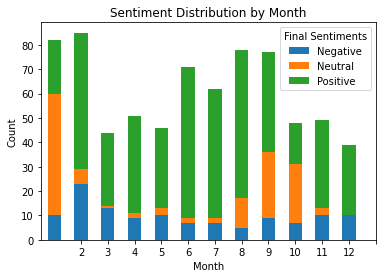 Sentiment Distribution by Month
Final Sentiments
Negative
Neutral
Positive
80
70
60
50
40
30
20
10
0
Count
2 3 4 5 6 7 8 9 10 11 12
Month